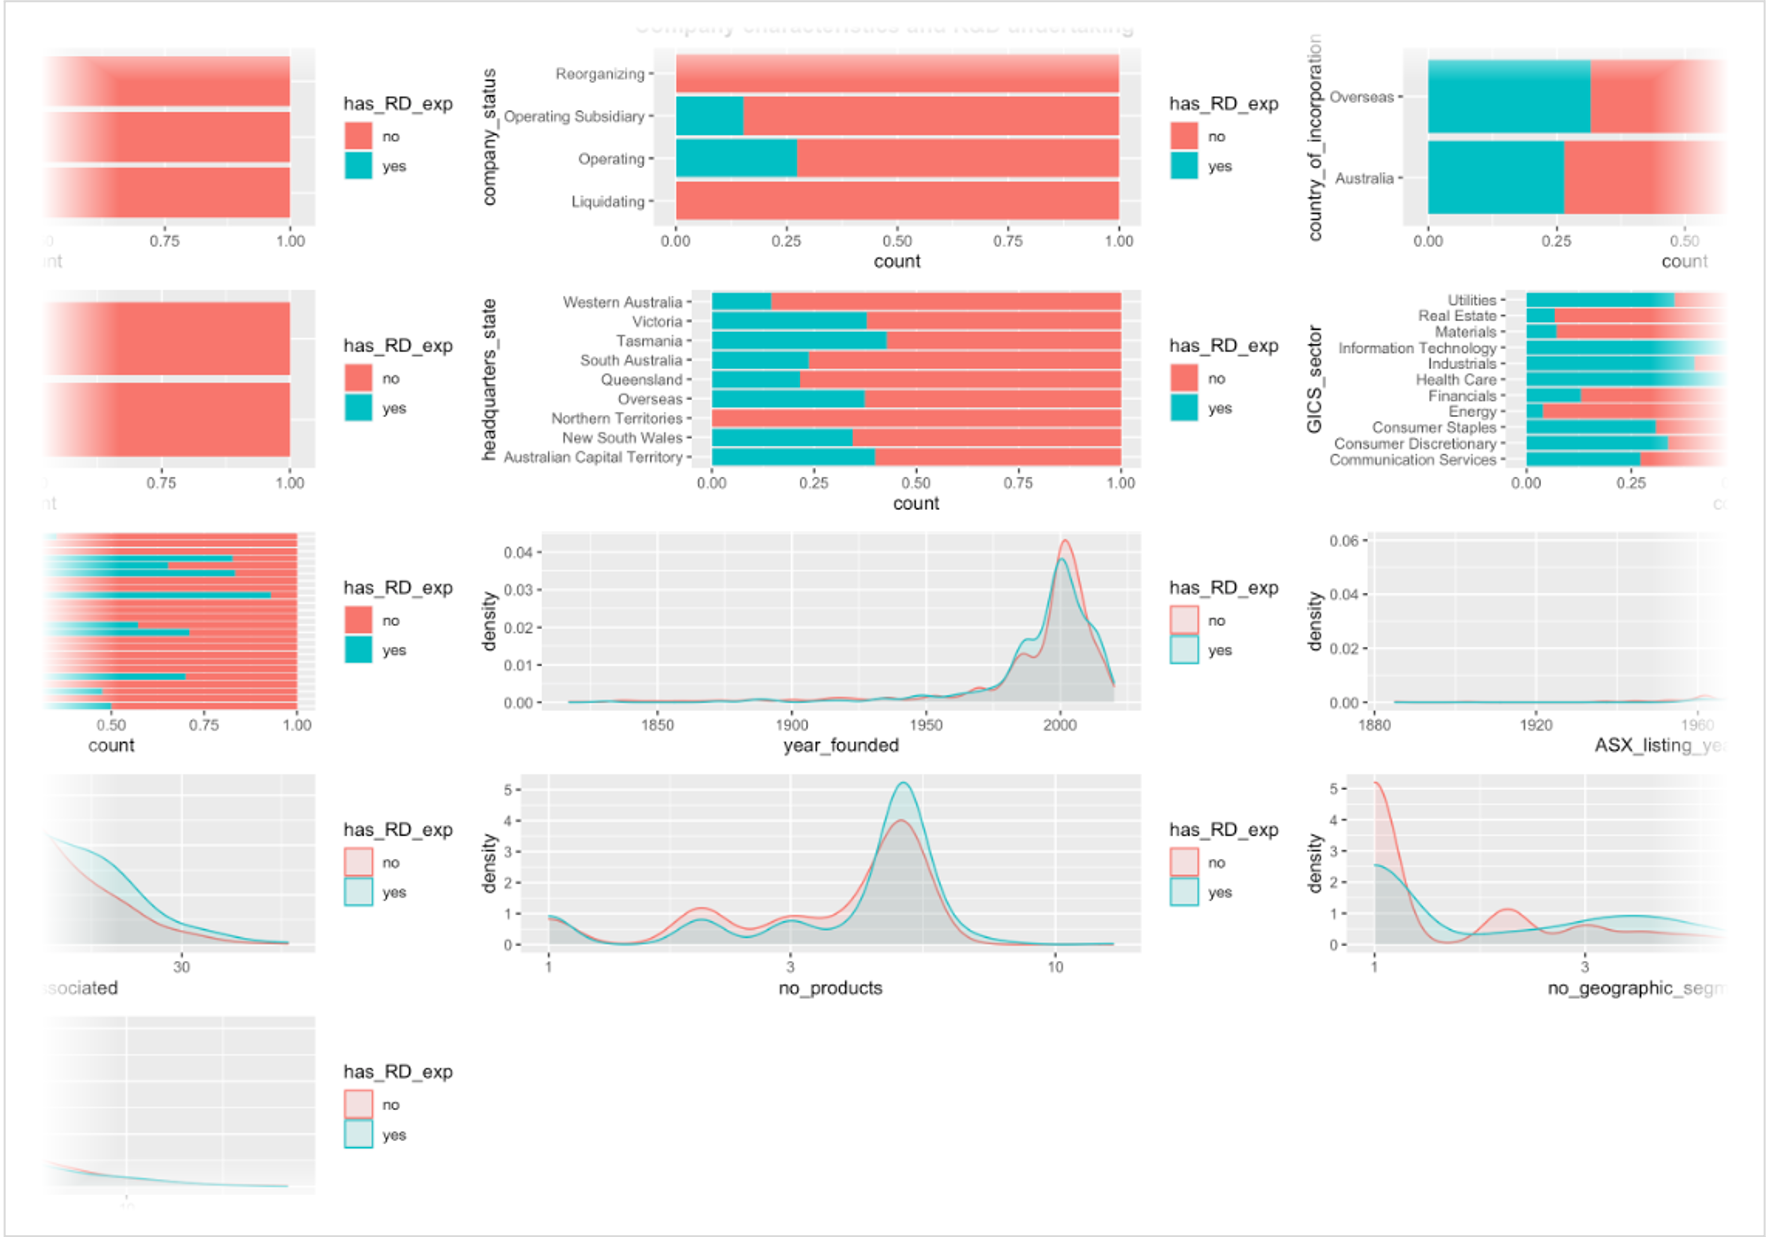 Company characteristics and R&D undertaking
has_RD_exp
no
yes
0.75 1.00
company_status
Reorganizing
Operating Subsidiary
Operating
Liquidating
0.00 0.25 0.50 0.75 1.00
count
has_RD_exp
no
yes
country_of_incorporation
Overseas
Australia
0.00 0.25 0.50
count
has_RD_exp
no
yes
0.75 1.00
headquarters_state
Western Australia
Victoria
Tasmania
South Australia
Queensland
Overseas
Northern Territories
New South Wales
Australian Capital Territory
0.00 0.25 0.50 0.75 1.00
count
has_RD_exp
no
yes
GICS_sector
Utilities
Real Estate
Materials
Information Technology
Industrials
Health Care
Financials
Energy
Consumer Staples
Consumer Discretionary
Communication Services
0.00 0.25
has_RD_exp
no
yes
0.50 0.75 1.00
count
density
0.04
0.03
0.02
0.01
0.00
1850 1900 1950 2000
year_founded
has_RD_exp
no
yes
density
0.06
0.04
0.02
0.00
1880 1920 1960
ASX_listing_yea
has_RD_exp
no
yes
30
ssociated
density
5
4
3
2
1
0
1 3 10
no_products
has_RD_exp
no
yes
density
5
4
3
2
1
0
1 3
no_geographic_segm
has_RD_exp
no
yes